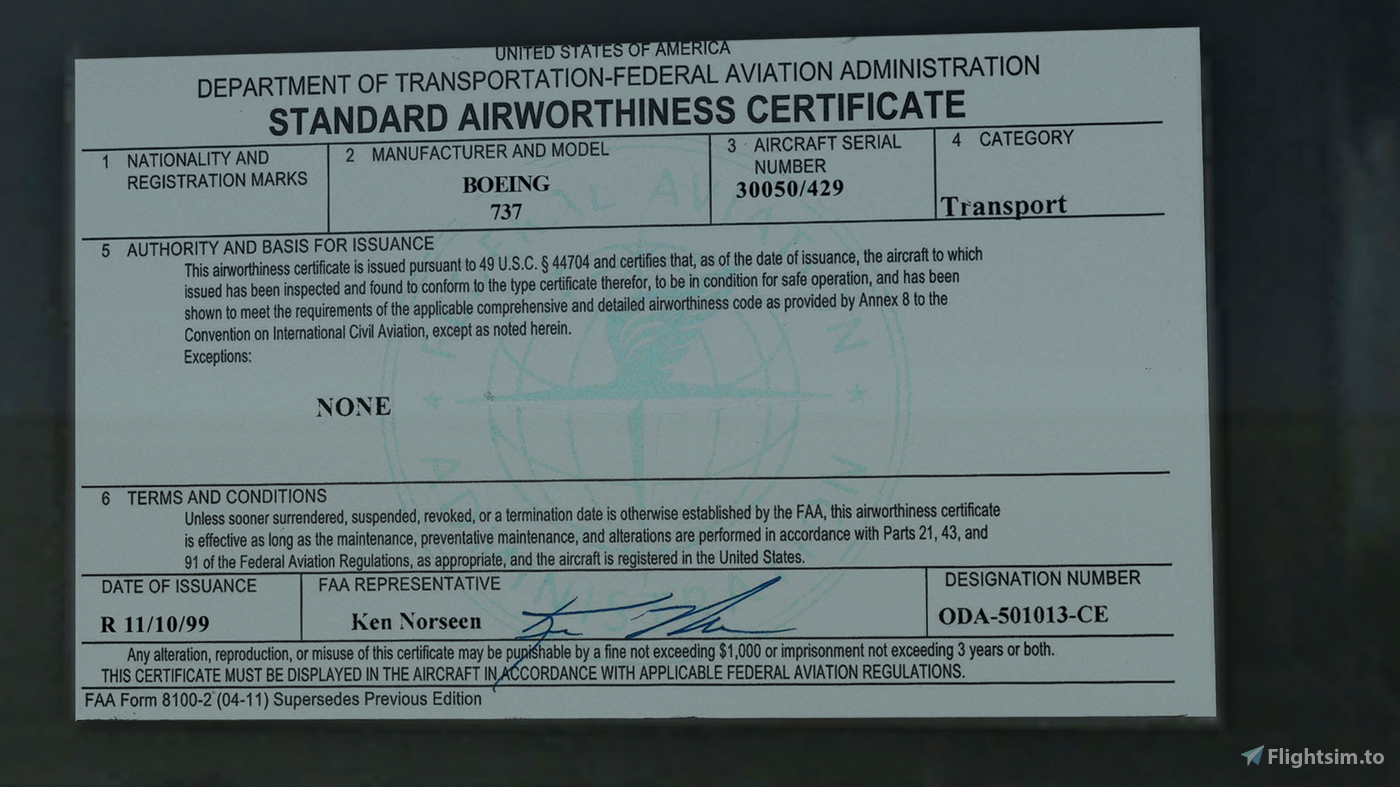 UNITED STATES OF AMERICA
DEPARTMENT OF TRANSPORTATION-FEDERAL AVIATION ADMINISTRATION
STANDARD AIRWORTHINESS CERTIFICATE
1 NATIONALITY AND
REGISTRATION MARKS
2 MANUFACTURER AND MODEL
BOEING
737
3 AIRCRAFT SERIAL
NUMBER
30050/429
4 CATEGORY
Transport
5 AUTHORITY AND BASIS FOR ISSUANCE
This airworthiness certificate is issued pursuant to 49 U.S.C. § 44704 and certifies that, as of the date of issuance, the aircraft to which
issued has been inspected and found to conform to the type certificate therefor, to be in condition for safe operation, and has been
shown to meet the requirements of the applicable comprehensive and detailed airworthiness code as provided by Annex 8 to the
Convention on International Civil Aviation, except as noted herein.
Exceptions:
NONE
6 TERMS AND CONDITIONS
Unless sooner surrendered, suspended, revoked, or a termination date is otherwise established by the FAA, this airworthiness certificate
is effective as long as the maintenance, preventative maintenance, and alterations are performed in accordance with Parts 21, 43, and
91 of the Federal Aviation Regulations, as appropriate, and the aircraft is registered in the United States.
DATE OF ISSUANCE
R 11/10/99
FAA REPRESENTATIVE
Ken Norseen
DESIGNATION NUMBER
ODA-501013-CE
Any alteration, reproduction, or misuse of this certificate may be punishable by a fine not exceeding $1,000 or imprisonment not exceeding 3 years or both.
THIS CERTIFICATE MUST BE DISPLAYED IN THE AIRCRAFT IN ACCORDANCE WITH APPLICABLE FEDERAL AVIATION REGULATIONS.
FAA Form 8100-2 (04-11) Supersedes Previous Edition
Flightsim.to